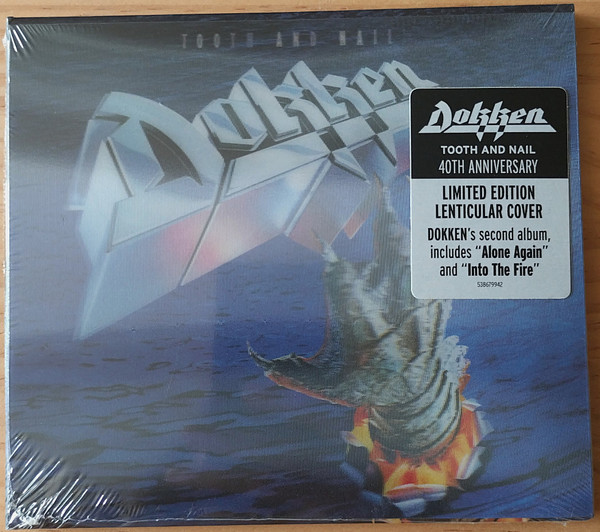 TOOTH AND NAIL
Dokken
Dokken
TOOTH AND NAIL
40TH ANNIVERSARY
LIMITED EDITION
LENTICULAR COVER
DOKKEN's second album,
includes "Alone Again"
and "Into The Fire"
538679942